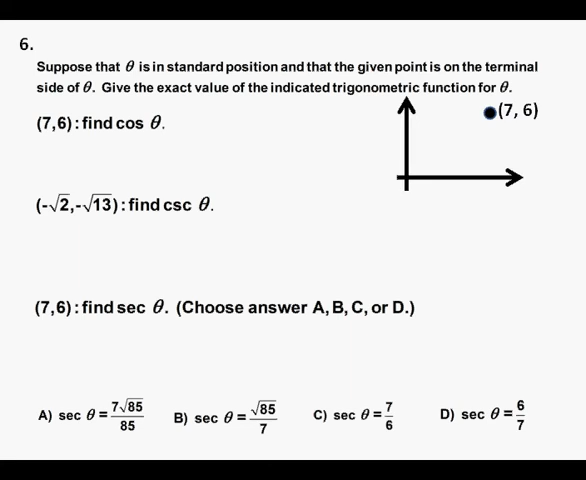 6.
Suppose that θ is in standard position and that the given point is on the terminal
side of θ. Give the exact value of the indicated trigonometric function for θ.
(7, 6)
(7,6) : find cos θ.
(-√2,-√13) : find csc θ.
(7,6) : find sec θ. (Choose answer A, B, C, or D.)
A) sec θ = 7√85/85 B) sec θ = √85/7 C) sec θ = 7/6 D) sec θ = 6/7